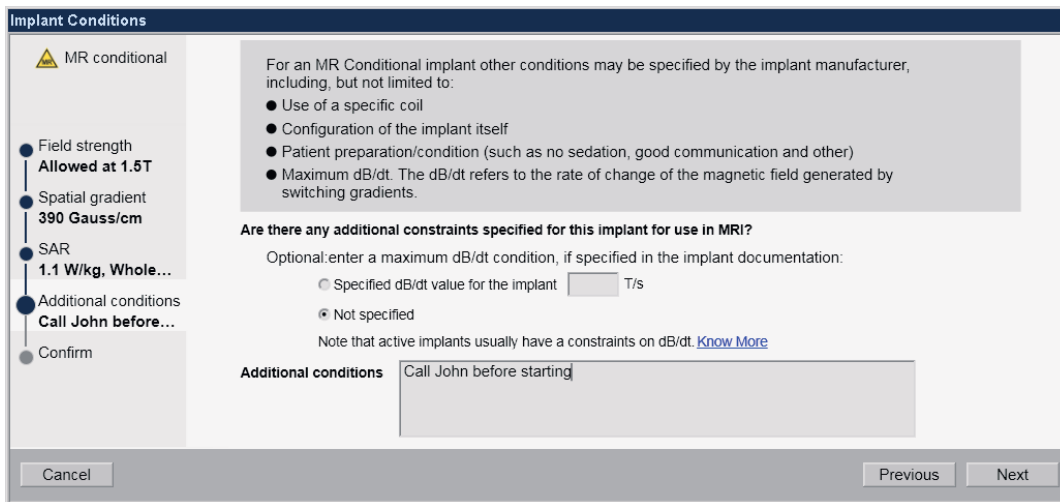 Implant Conditions
MR conditional
Field strength
Allowed at 1.5T
Spatial gradient
390 Gauss/cm
SAR
1.1 W/kg, Whole...
Additional conditions
Call John before...
Confirm
For an MR Conditional implant other conditions may be specified by the implant manufacturer,
including, but not limited to:
● Use of a specific coil
● Configuration of the implant itself
● Patient preparation/condition (such as no sedation, good communication and other)
● Maximum dB/dt. The dB/dt refers to the rate of change of the magnetic field generated by
switching gradients.
Are there any additional constraints specified for this implant for use in MRI?
Optional:enter a maximum dB/dt condition, if specified in the implant documentation:
Specified dB/dt value for the implant T/s
Not specified
Note that active implants usually have a constraints on dB/dt. Know More
Additional conditions Call John before starting
Cancel Previous Next